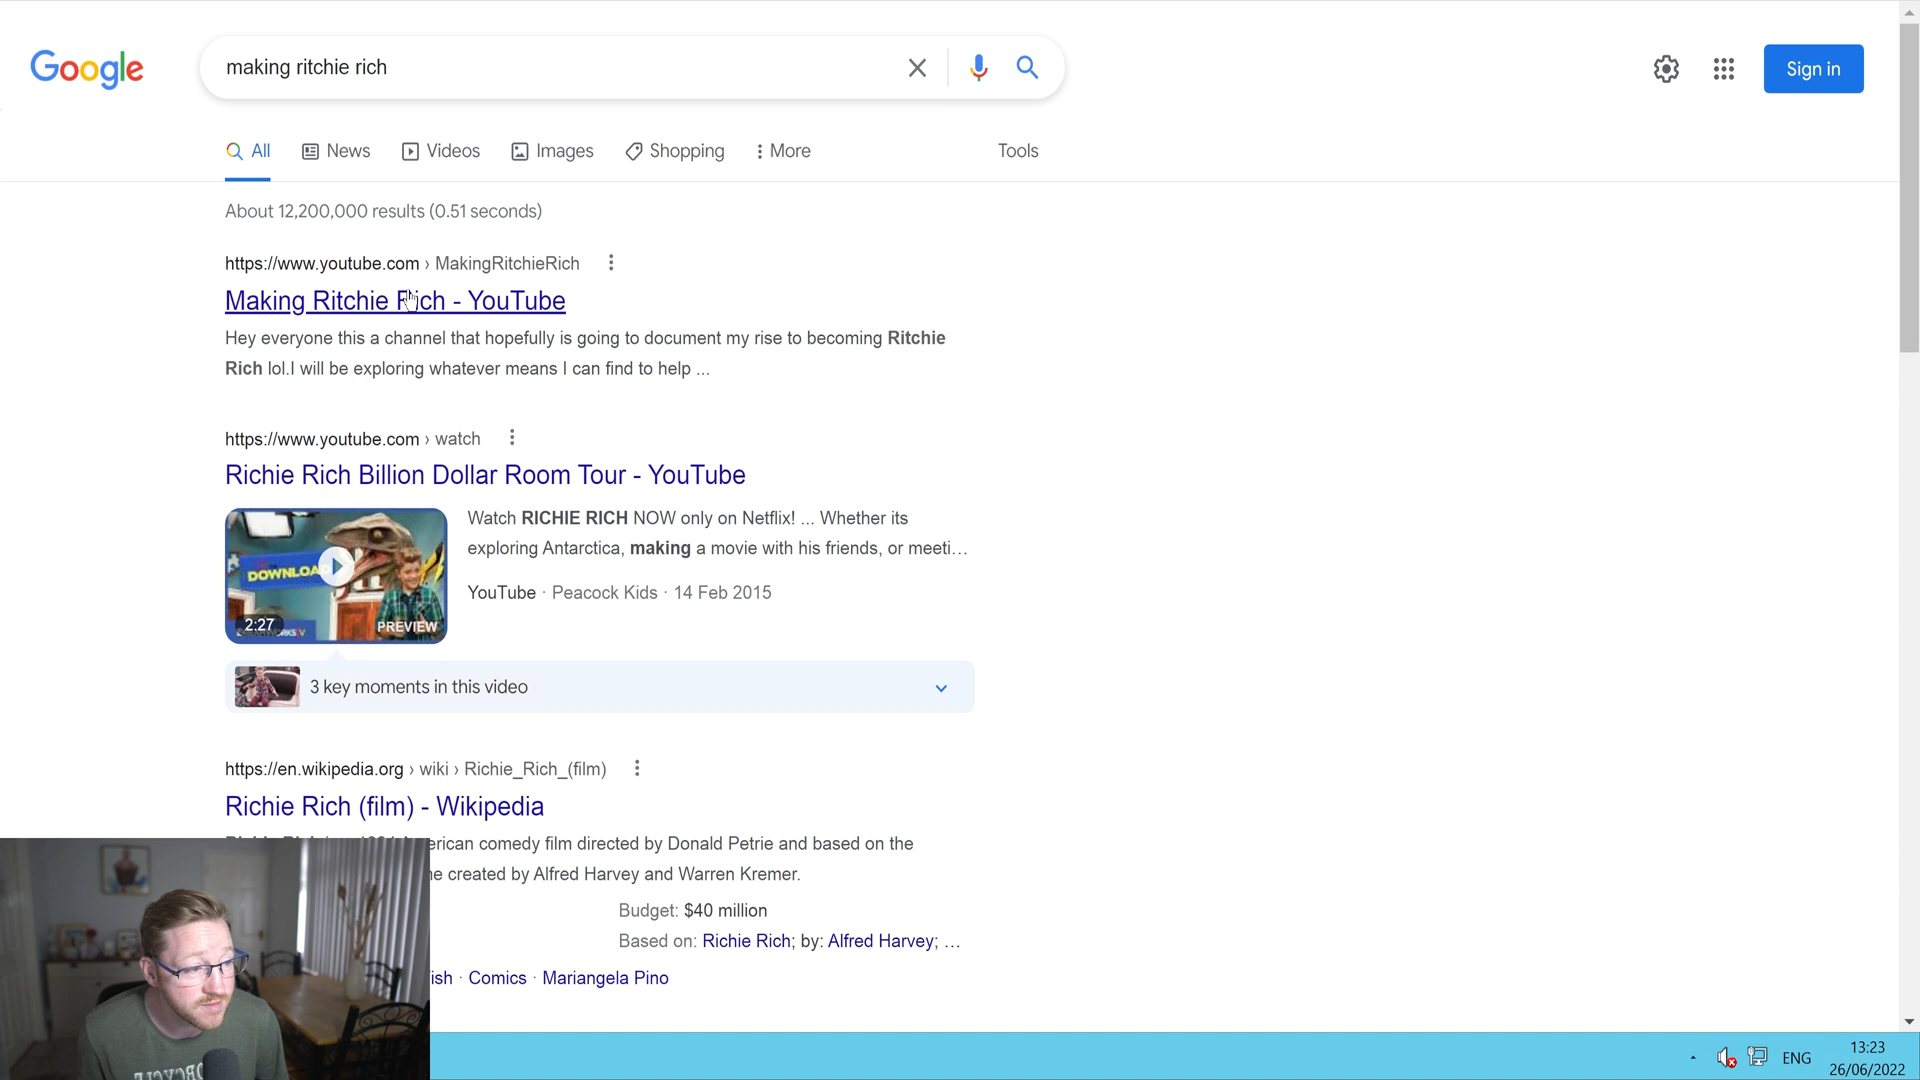 Google
making ritchie rich
Sign in
All
News
Videos
Images
Shopping
More
Tools
About 12,200,000 results (0.51 seconds)
https://www.youtube.com › MakingRitchieRich
Making Ritchie Rich - YouTube
Hey everyone this a channel that hopefully is going to document my rise to becoming Ritchie
Rich lol.I will be exploring whatever means I can find to help ...
https://www.youtube.com › watch
Richie Rich Billion Dollar Room Tour - YouTube
DOWNLOA
2:27
PREVIEW
Watch RICHIE RICH NOW only on Netflix! ... Whether its
exploring Antarctica, making a movie with his friends, or meeti...
YouTube · Peacock Kids · 14 Feb 2015
3 key moments in this video
https://en.wikipedia.org › wiki › Richie_Rich_(film)
Richie Rich (film) - Wikipedia
erican comedy film directed by Donald Petrie and based on the
e created by Alfred Harvey and Warren Kremer.
Budget: $40 million
Based on: Richie Rich; by: Alfred Harvey; ...
ish · Comics · Mariangela Pino
ENG
13:23
26/06/2022